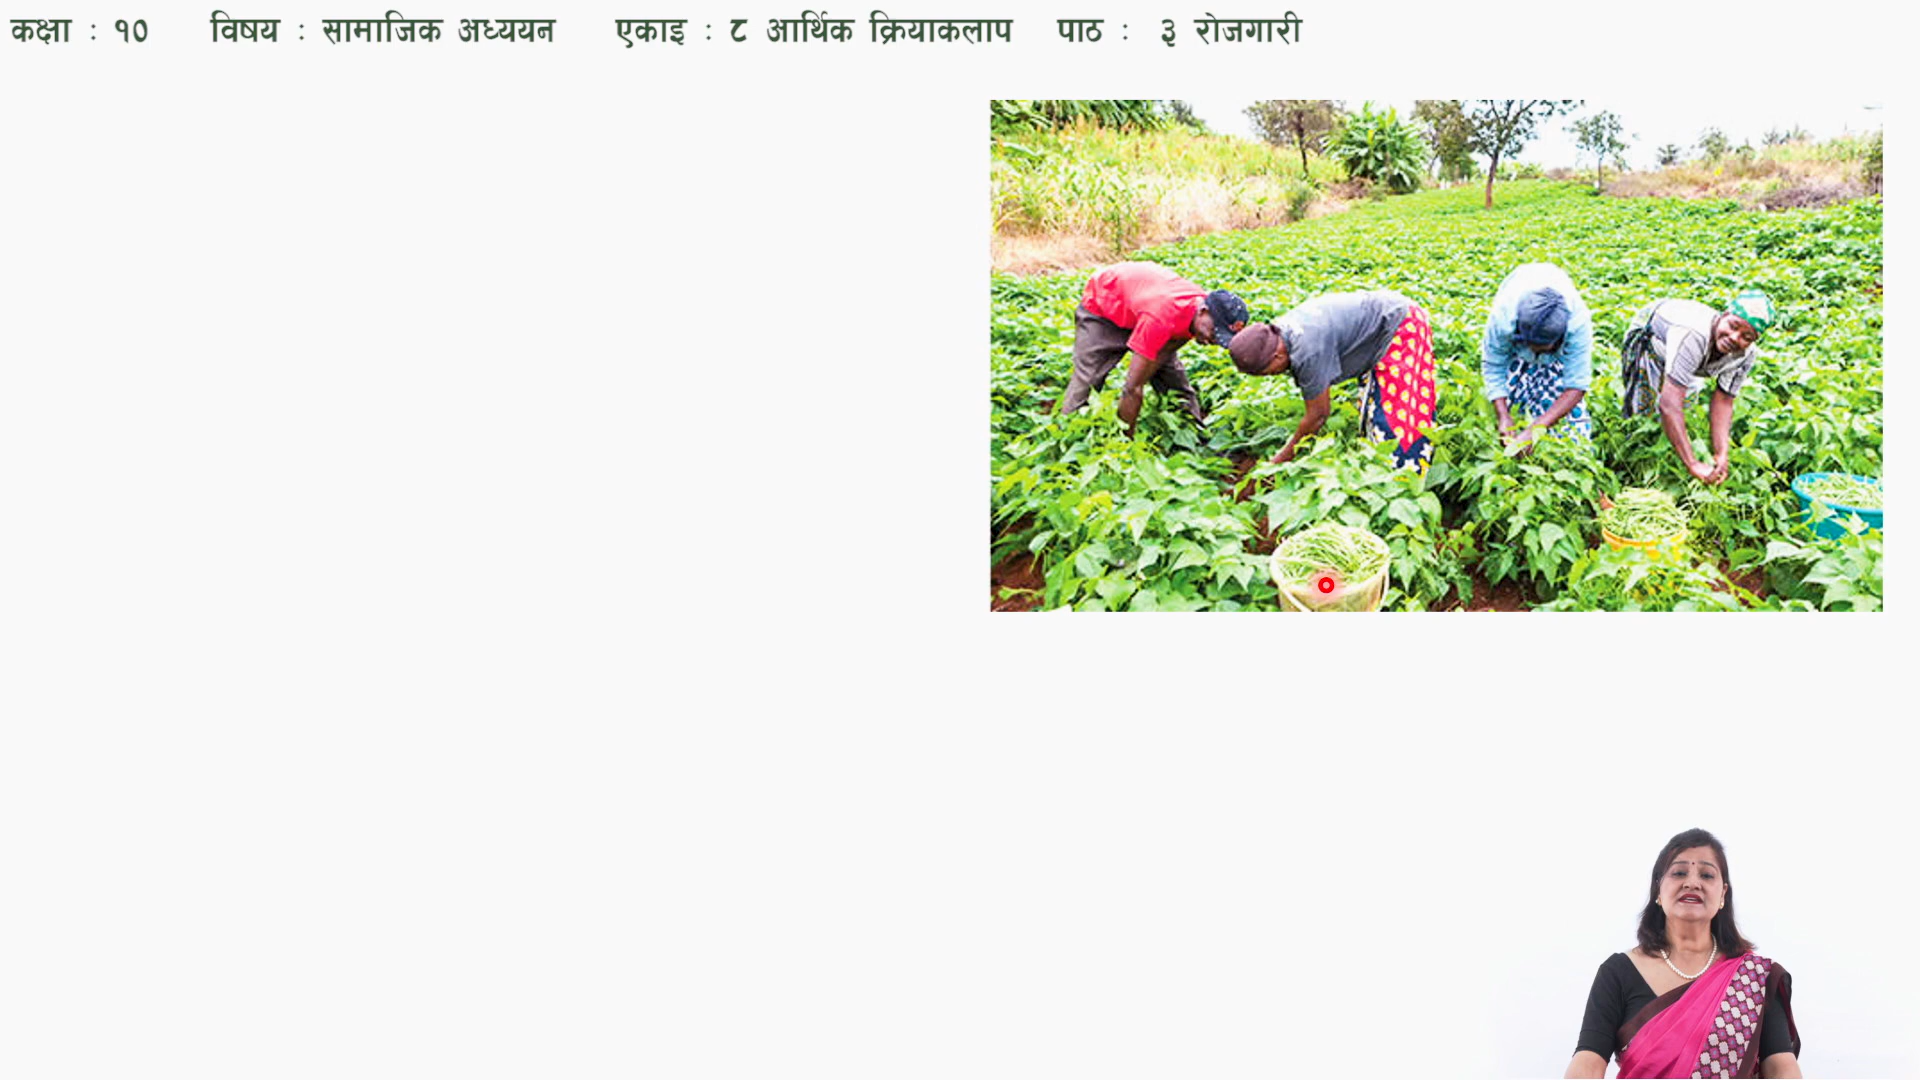 कक्षा : १० विषय : सामाजिक अध्ययन एकाइ : ८ आर्थिक क्रियाकलाप पाठ : ३ रोजगारी